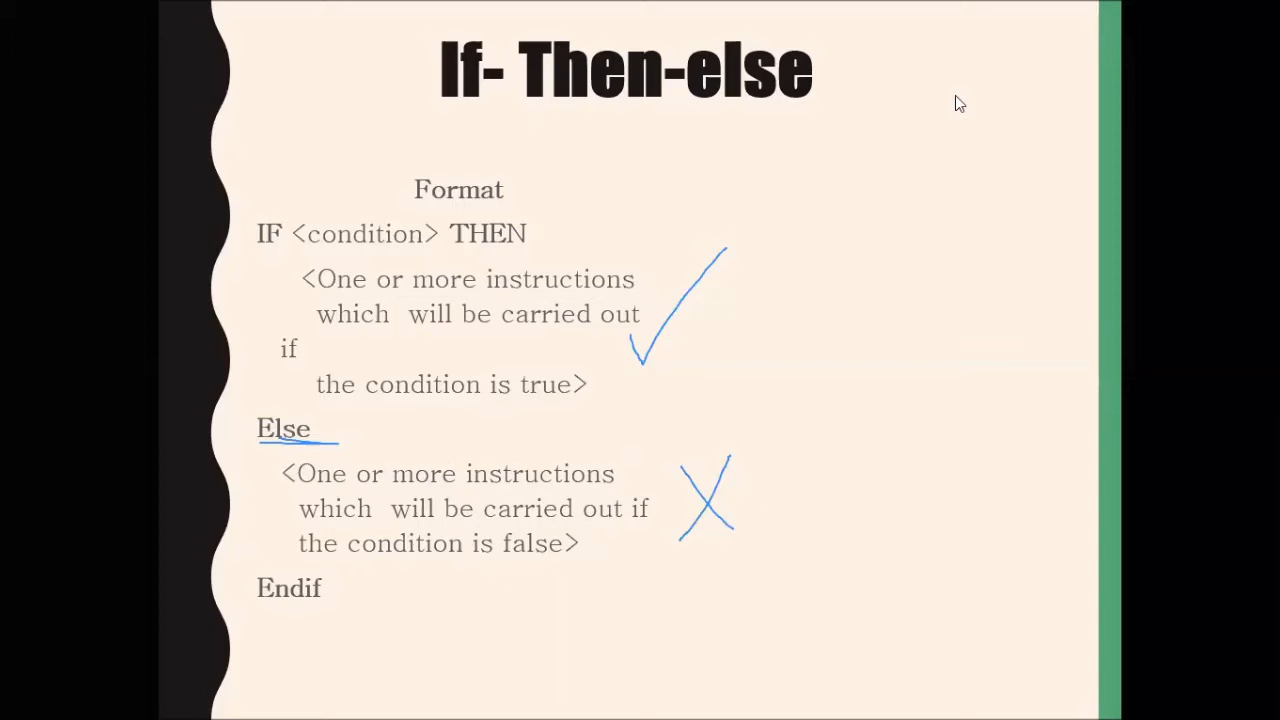 If- Then-else
Format
IF <condition> THEN
<One or more instructions
which will be carried out
if
the condition is true>
Else
<One or more instructions
which will be carried out if
the condition is false>
Endif